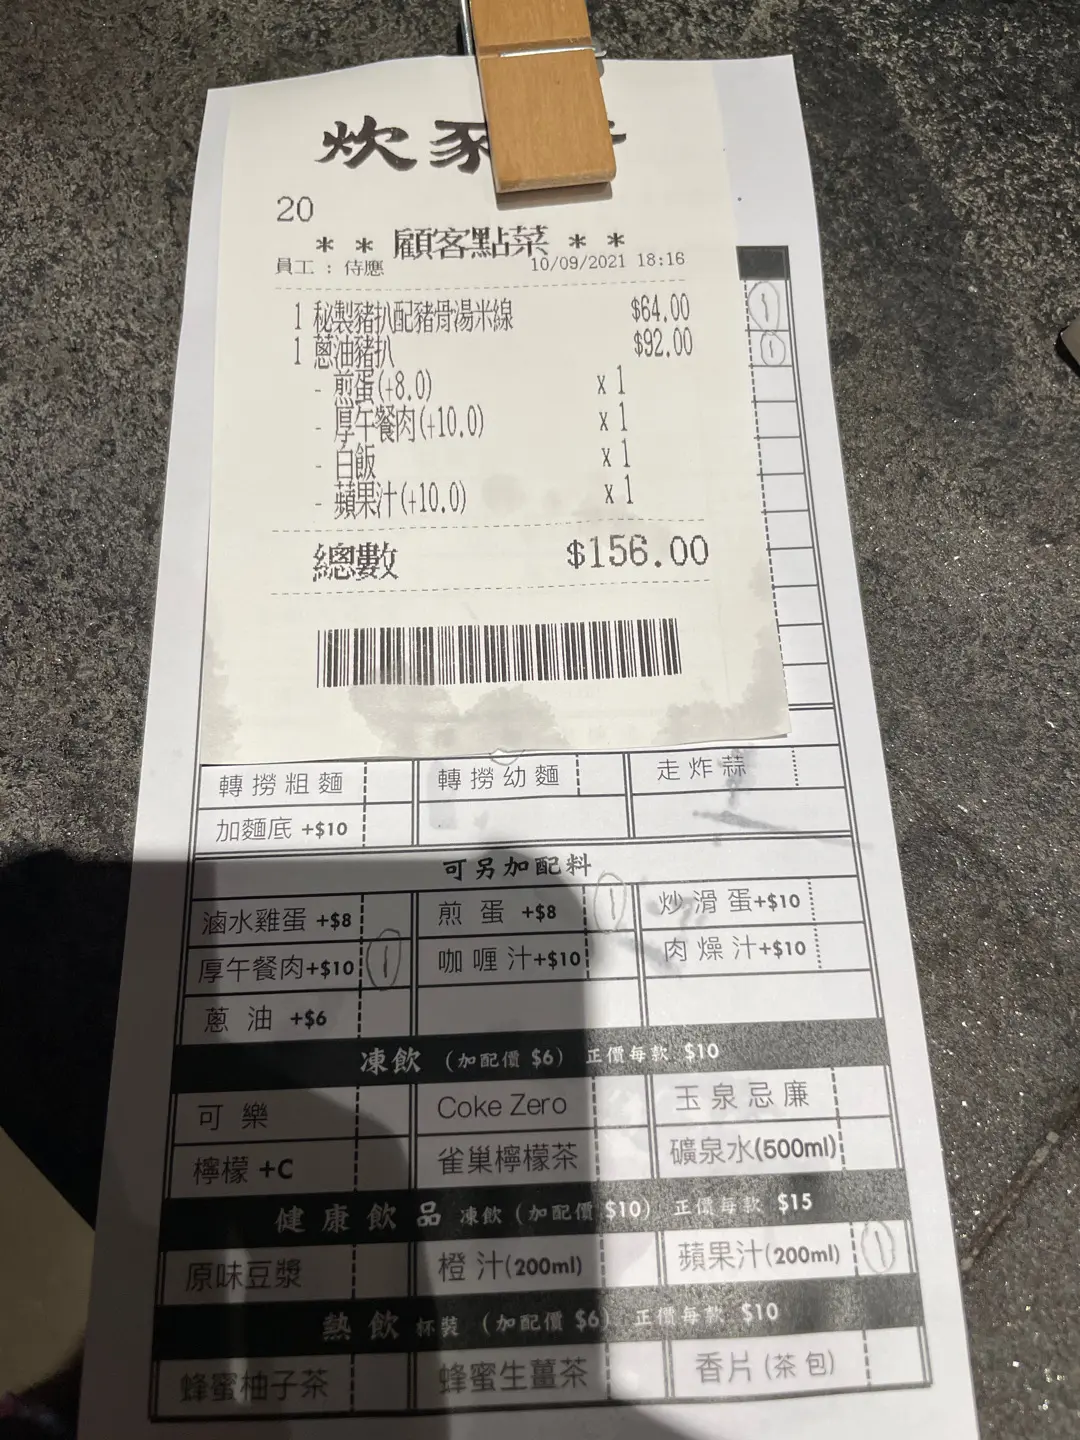 炊豕
20
* * 顧客點菜 * *
員工 : 侍應 10/09/2021 18:16
1 秘製豬扒配豬骨湯米線 $64.00
1 蔥油豬扒 $92.00
- 煎蛋(+8.0) x 1
- 厚午餐肉(+10.0) x 1
- 白飯 x 1
- 蘋果汁(+10.0) x 1
總數 $156.00
1
1
轉撈粗麵 轉撈幼麵 走炸蒜
加麵底 +$10
可另加配料
滷水雞蛋 +$8 煎蛋 +$8 1 炒滑蛋+$10
厚午餐肉+$10 1 咖喱汁+$10 肉燥汁+$10
蔥油 +$6
凍飲 (加配價 $6) 正價每款 $10
可樂 Coke Zero 玉泉忌廉
檸檬 +C 雀巢檸檬茶 礦泉水(500ml)
健康飲品 凍飲 (加配價 $10) 正價每款 $15
原味豆漿 橙汁(200ml) 蘋果汁(200ml) 1
熱飲 杯裝 (加配價 $6) 正價每款 $10
蜂蜜柚子茶 蜂蜜生薑茶 香片 (茶包)